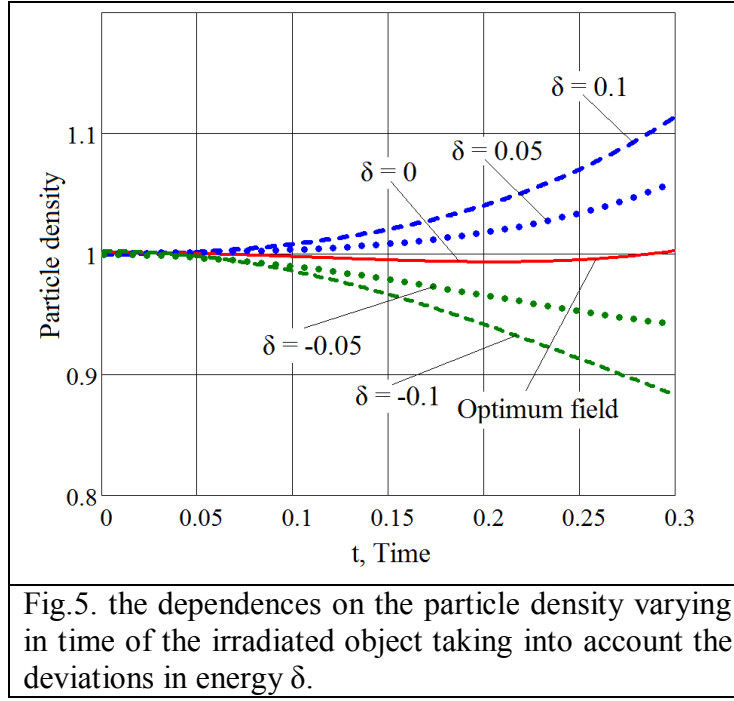 δ = 0.1
1.1
δ = 0.05
δ = 0
Particle density
1
δ = -0.05
0.9
δ = -0.1
Optimum field
0.8
0 0.05 0.1 0.15 0.2 0.25 0.3
t, Time
Fig.5. the dependences on the particle density varying
in time of the irradiated object taking into account the
deviations in energy δ.